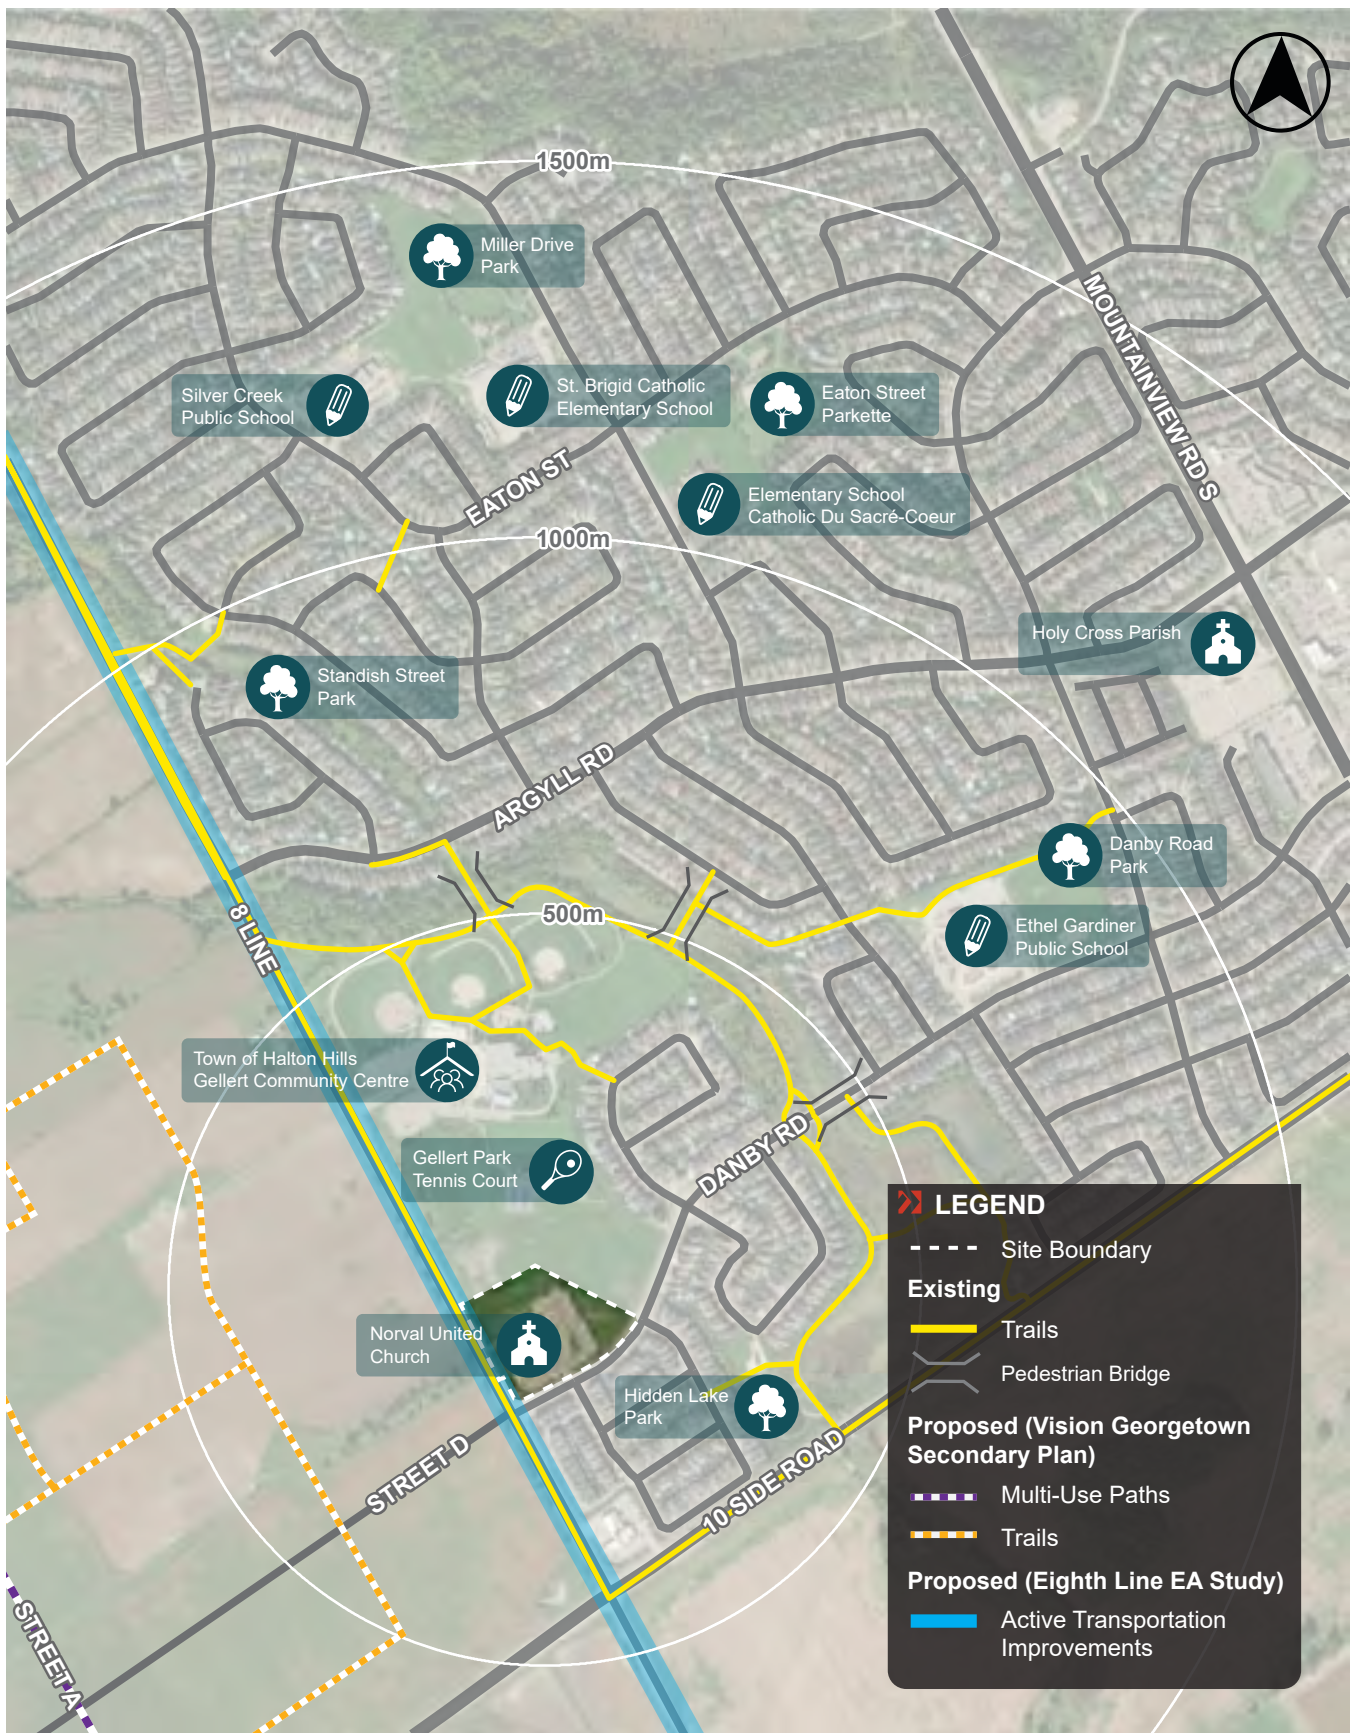 1500m
Miller Drive
Park
MOUNTAINVIEW RD S
Silver Creek
Public School
St. Brigid Catholic
Elementary School
Eaton Street
Parkette
EATON ST
Elementary School
Catholic Du Sacré-Coeur
1000m
Holy Cross Parish
Standish Street
Park
ARGYLL RD
Danby Road
Park
8 LINE
500m
Ethel Gardiner
Public School
Town of Halton Hills
Gellert Community Centre
Gellert Park
Tennis Court
DANBY RD
Norval United
Church
Hidden Lake
Park
STREET D
10 SIDE ROAD
STREET A
LEGEND
Site Boundary
Existing
Trails
Pedestrian Bridge
Proposed (Vision Georgetown
Secondary Plan)
Multi-Use Paths
Trails
Proposed (Eighth Line EA Study)
Active Transportation
Improvements